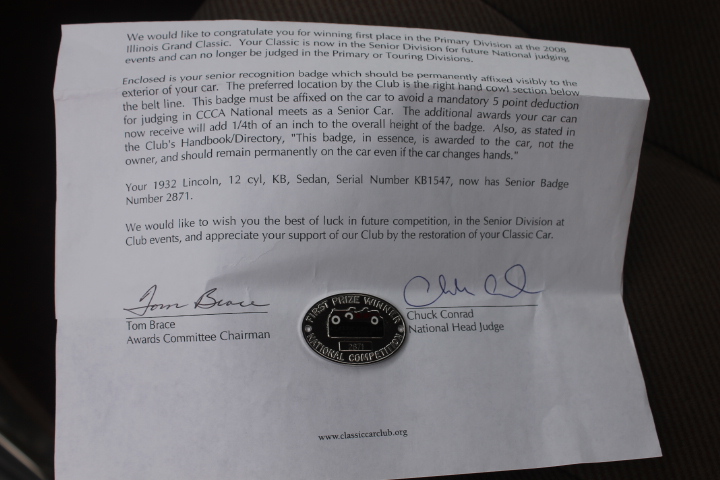 We would like to congratulate you for winning first place in the Primary Division at the 2008
Illinois Grand Classic. Your Classic is now in the Senior Division for future National judging
events and can no longer be judged in the Primary or Touring Divisions.
Enclosed is your senior recognition badge which should be permanently affixed visibly to the
exterior of your car. The preferred location by the Club is the right hand cowl section below
the belt line. This badge must be affixed on the car to avoid a mandatory 5 point deduction
for judging in CCCA National meets as a Senior Car. The additional awards your car can
now receive will add 1/4th of an inch to the overall height of the badge. Also, as stated in
the Club's Handbook/Directory, "This badge, in essence, is awarded to the car, not the
owner, and should remain permanently on the car even if the car changes hands."
Your 1932 Lincoln, 12 cyl, KB, Sedan, Serial Number KB1547, now has Senior Badge
Number 2871.
We would like to wish you the best of luck in future competition, in the Senior Division at
Club events, and appreciate your support of our Club by the restoration of your Classic Car.
Tom Brace
Tom Brace
Awards Committee Chairman
FIRST PRIZE WINNER
2871
NATIONAL COMPETITION
Chuck Conrad
National Head Judge
www.classiccarclub.org